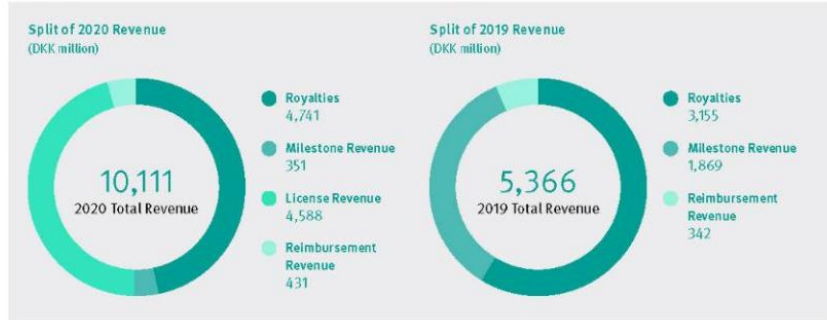 Split of 2020 Revenue
(DKK million)
10,111
2020 Total Revenue
Royalties
4,741
Milestone Revenue
351
License Revenue
4,588
Reimbursement
Revenue
431
Split of 2019 Revenue
(DKK million)
5,366
2019 Total Revenue
Royalties
3,155
Milestone Revenue
1,869
Reimbursement
Revenue
342